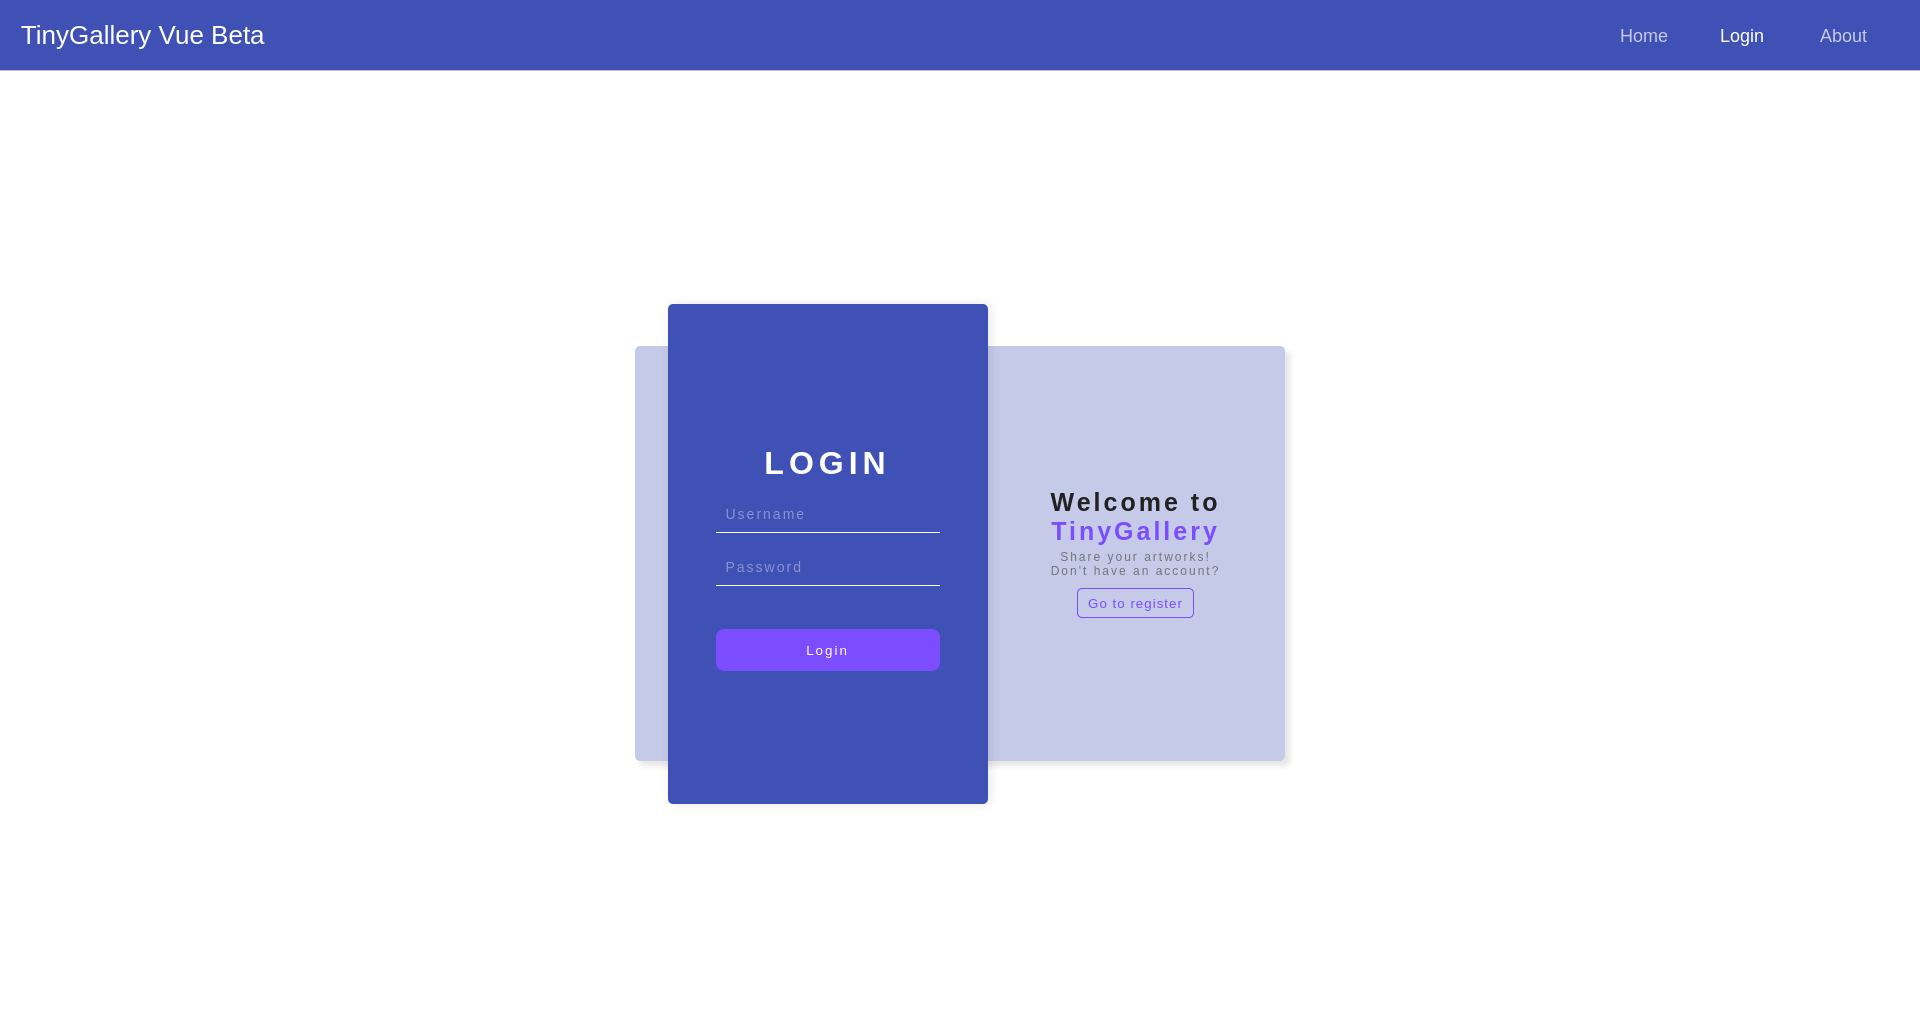 TinyGallery Vue Beta
Home
Login
About
LOGIN
Username
Password
Login
Welcome to
TinyGallery
Share your artworks!
Don't have an account?
Go to register